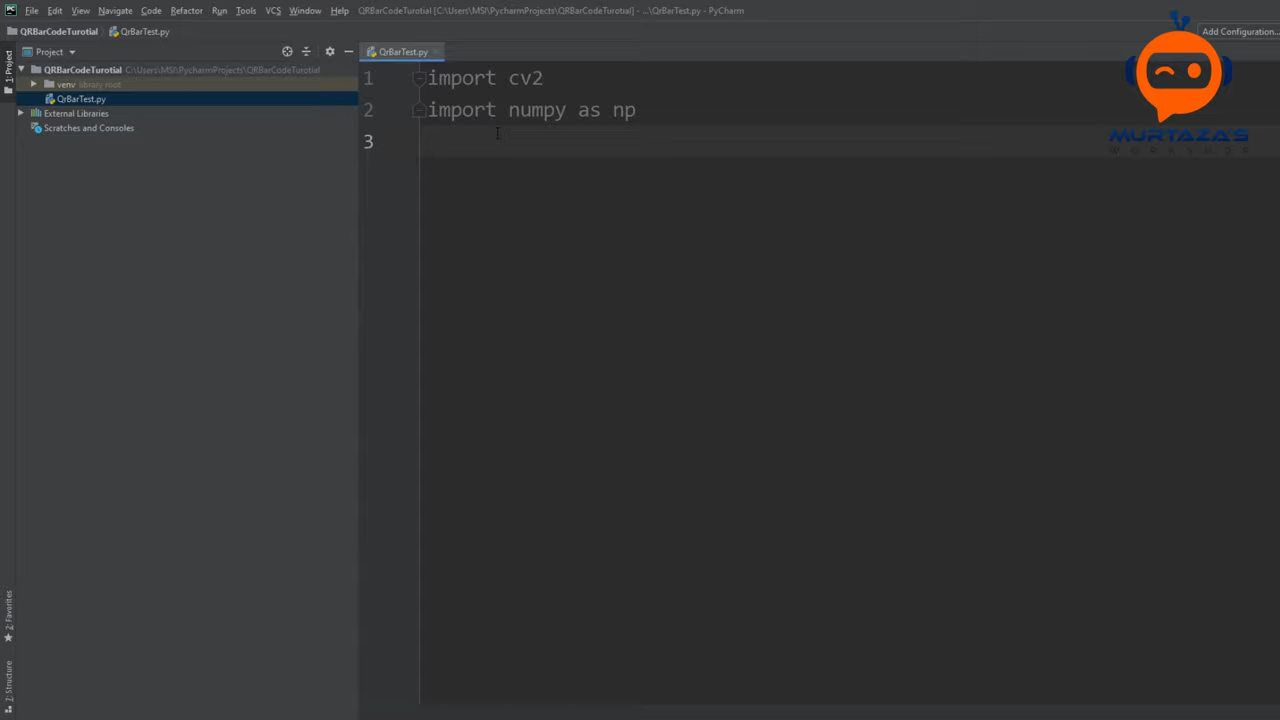 File Edit View Navigate Code Refactor Run Tools VCS Window Help QRBarCodeTurotial [C:\Users\MSI\PycharmProjects\QRBarCodeTurotial] - ...\QrBarTest.py - PyCharm
QRBarCodeTurotial QrBarTest.py Add Configuration...
1: Project
Project
QRBarCodeTurotial C:\Users\MSI\PycharmProjects\QRBarCodeTurotial
venv library root
QrBarTest.py
External Libraries
Scratches and Consoles
QrBarTest.py
1 import cv2
2 import numpy as np
3
MURTAZA'S
WORKSHOP
2: Favorites
7: Structure